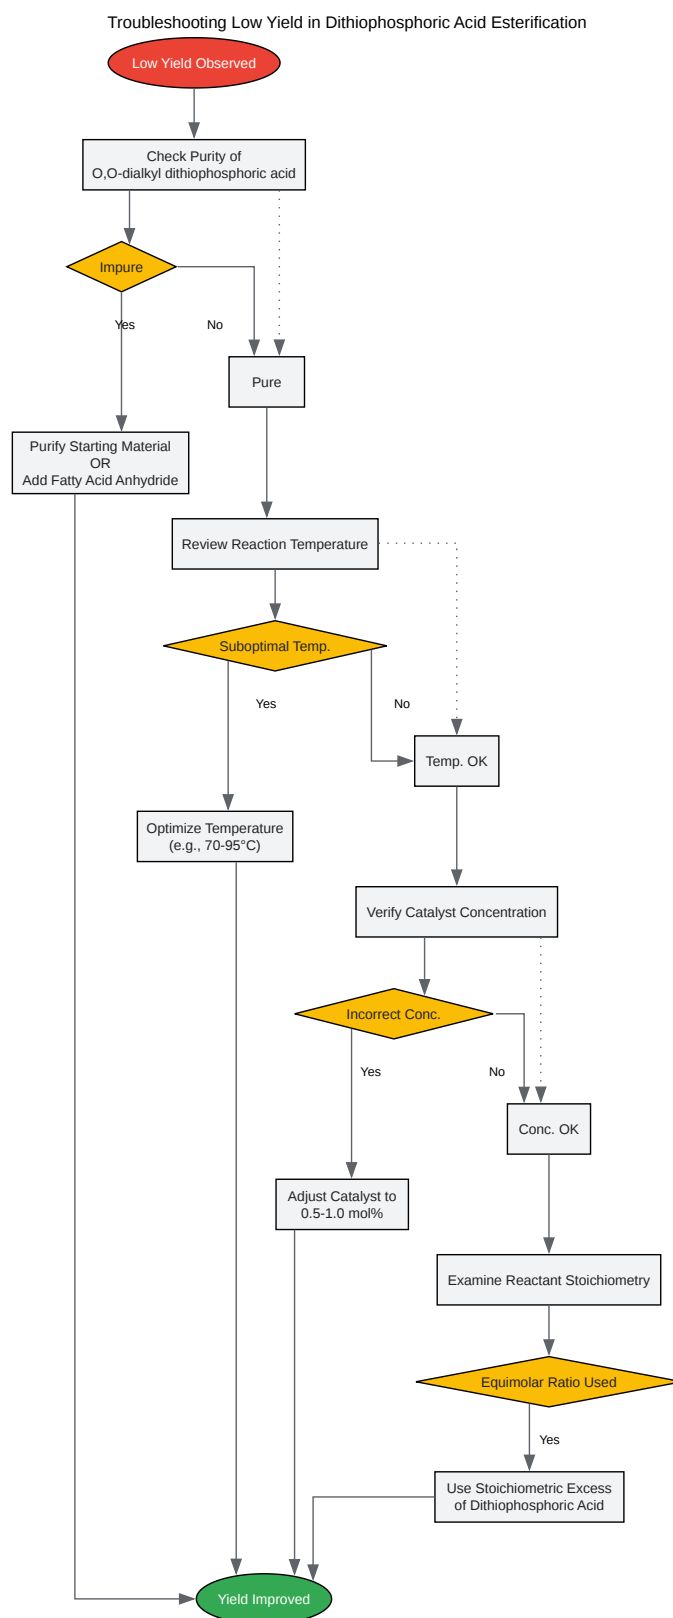 Troubleshooting Low Yield in Dithiophosphoric Acid Esterification
Low Yield Observed
Check Purity of
O,O-dialkyl dithiophosphoric acid
Impure
Yes
No
Pure
Purify Starting Material
OR
Add Fatty Acid Anhydride
Review Reaction Temperature
Suboptimal Temp.
Yes
No
Temp. OK
Optimize Temperature
(e.g., 70-95°C)
Verify Catalyst Concentration
Incorrect Conc.
Yes
No
Conc. OK
Adjust Catalyst to
0.5-1.0 mol%
Examine Reactant Stoichiometry
Equimolar Ratio Used
Yes
Use Stoichiometric Excess
of Dithiophosphoric Acid
Yield Improved